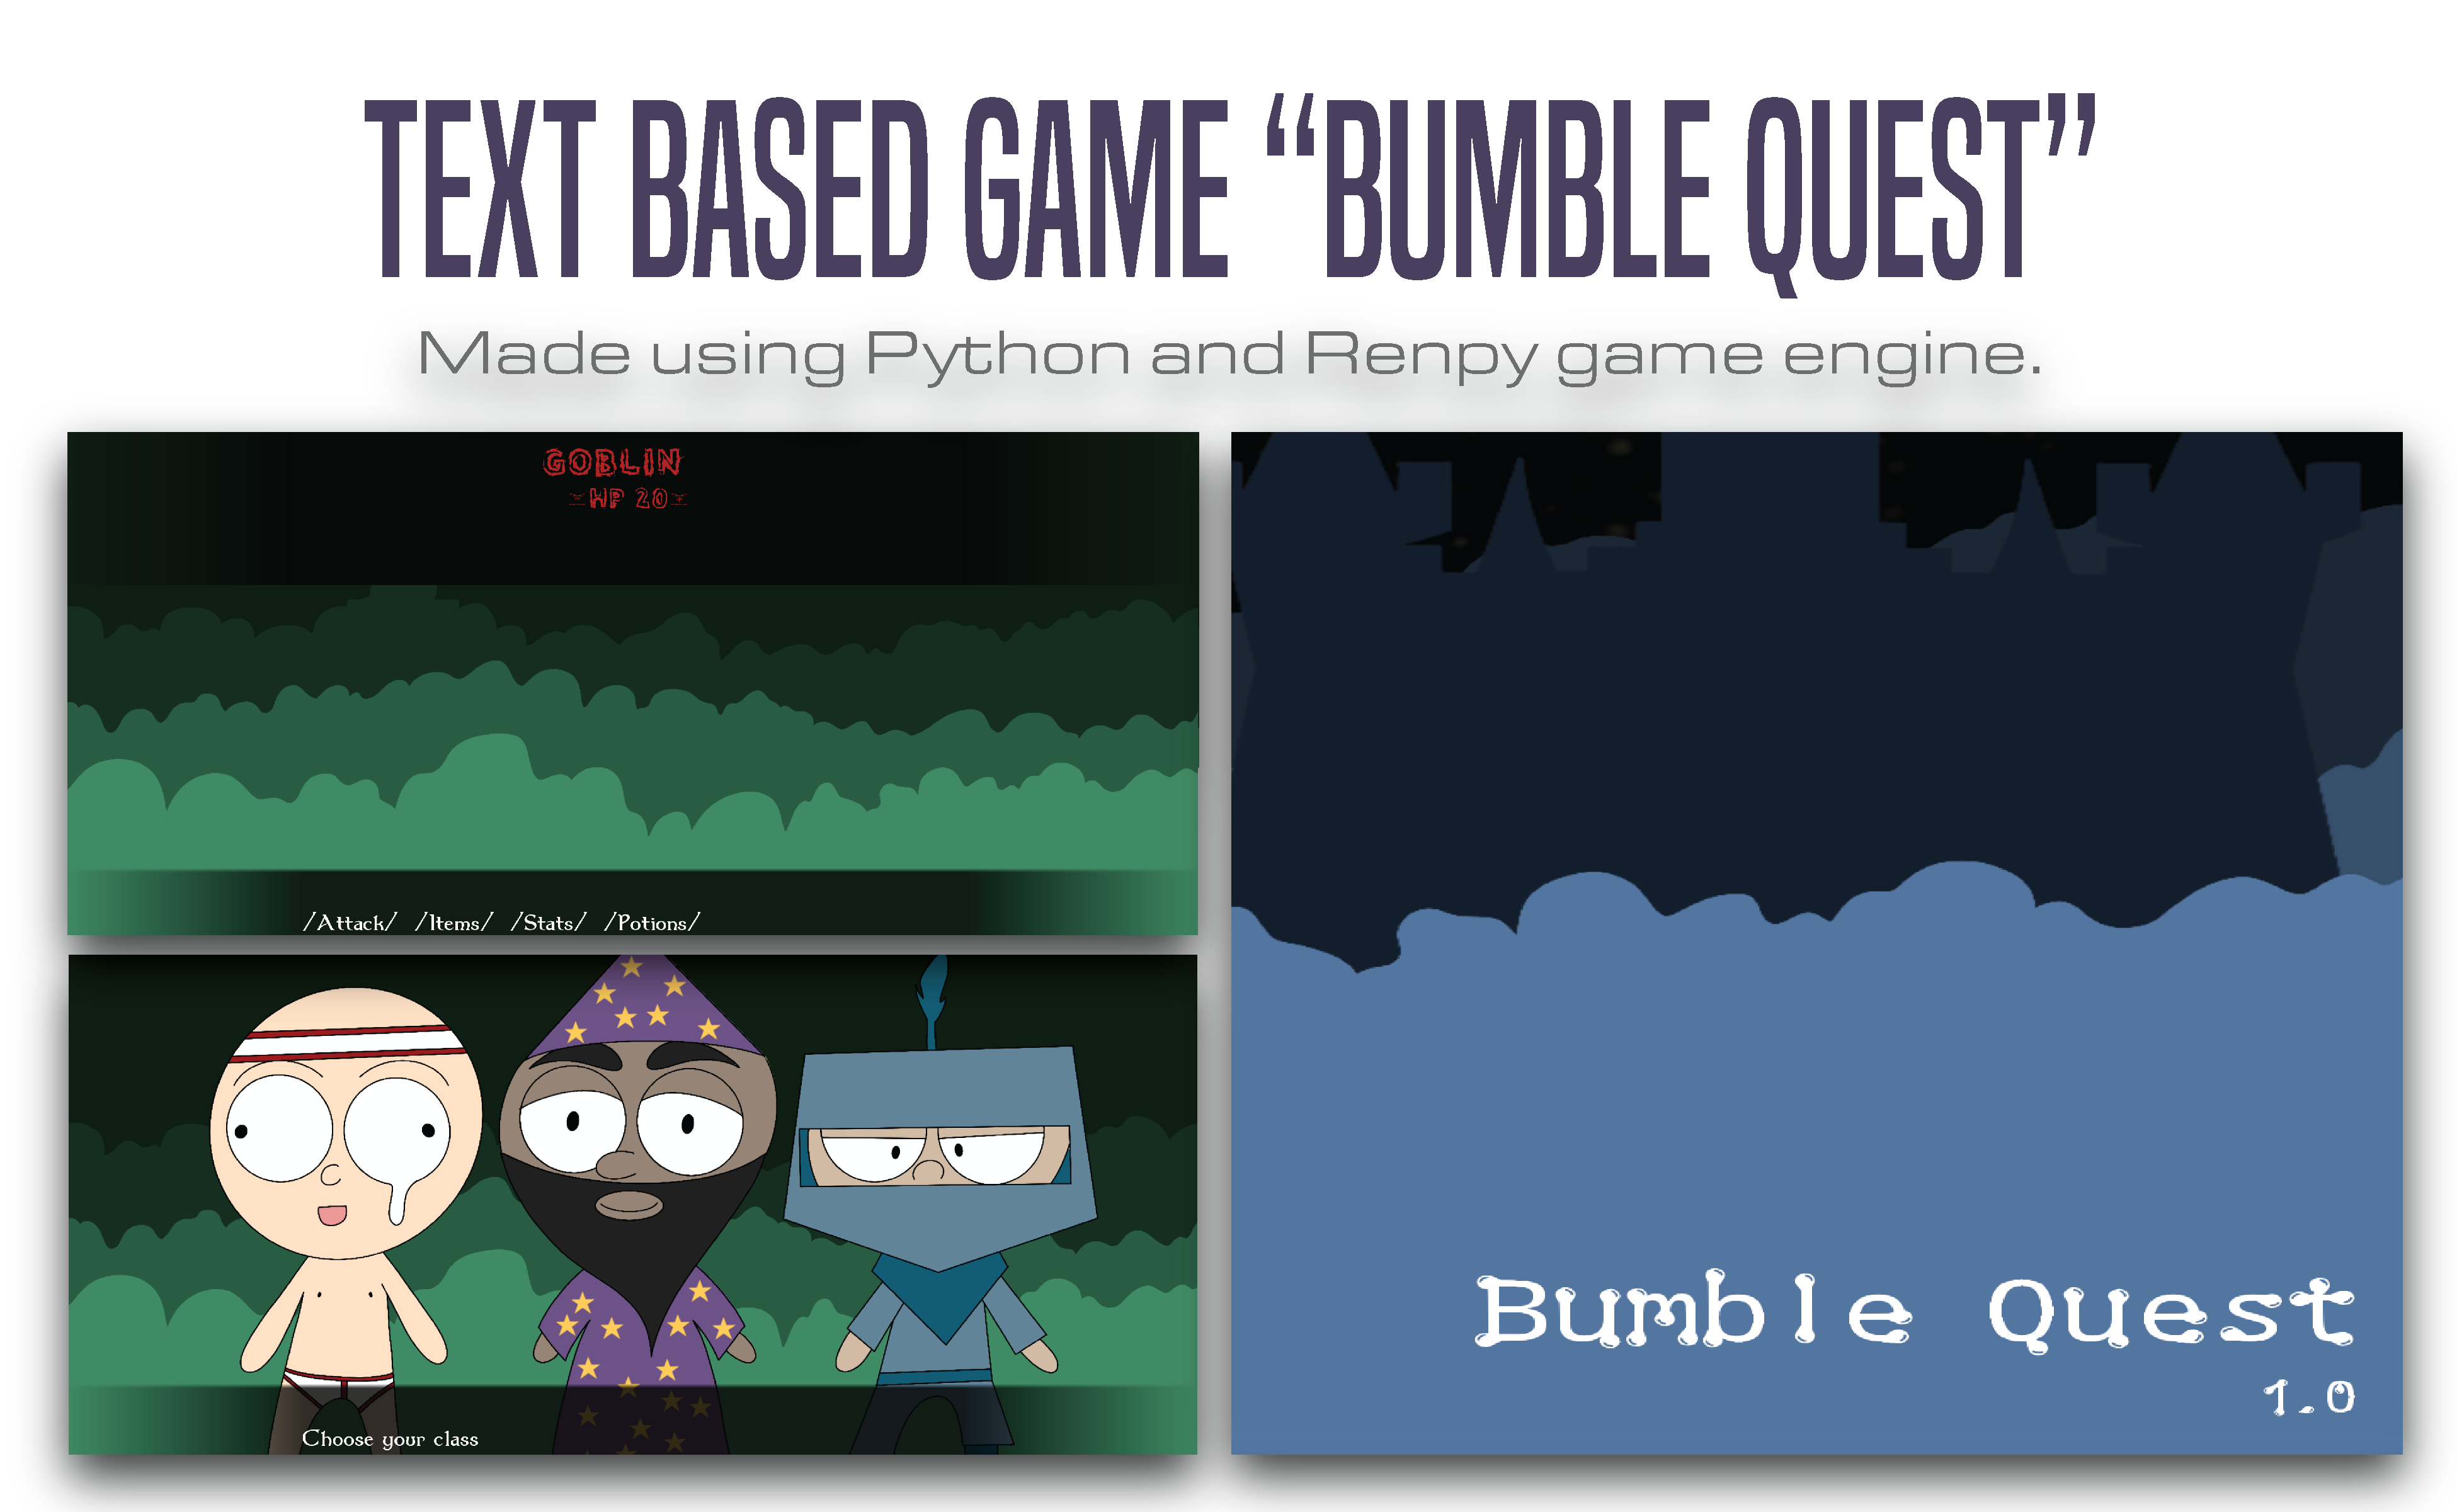 TEXT BASED GAME “BUMBLE QUEST”
Made using Python and Renpy game engine.
GOBLIN
HP 20
/Attack/ /Items/ /Stats/ /Potions/
Choose your class
Bumble Quest
1.0